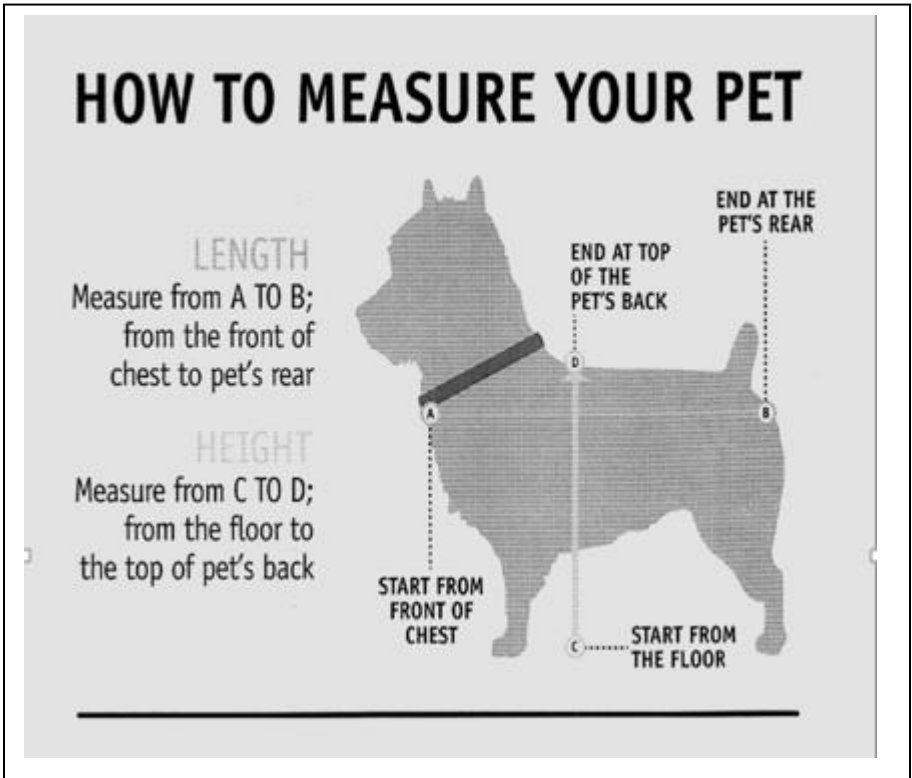 HOW TO MEASURE YOUR PET
LENGTH
Measure from A TO B;
from the front of
chest to pet's rear
HEIGHT
Measure from C TO D;
from the floor to
the top of pet's back
END AT TOP
OF THE
PET'S BACK
END AT THE
PET'S REAR
D
A
B
START FROM
FRONT OF
CHEST
C
START FROM
THE FLOOR